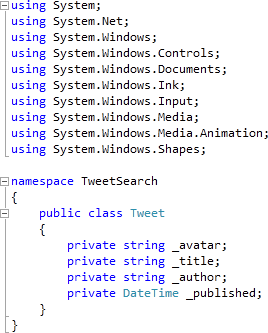 using System;
using System.Net;
using System.Windows;
using System.Windows.Controls;
using System.Windows.Documents;
using System.Windows.Ink;
using System.Windows.Input;
using System.Windows.Media;
using System.Windows.Media.Animation;
using System.Windows.Shapes;

namespace TweetSearch
{
    public class Tweet
    {
        private string _avatar;
        private string _title;
        private string _author;
        private DateTime _published;
    }
}